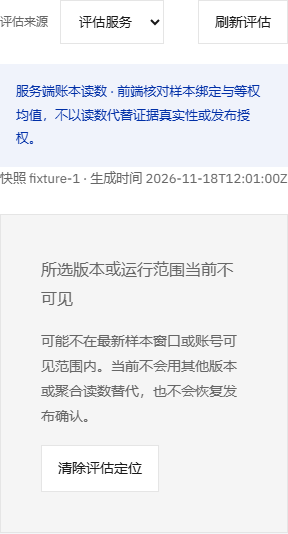 评估来源 评估服务 刷新评估
服务端账本读数 · 前端核对样本绑定与等权
均值，不以读数代替证据真实性或发布授
权。
快照 fixture-1 · 生成时间 2026-11-18T12:01:00Z
所选版本或运行范围当前不
可见
可能不在最新样本窗口或账号可
见范围内。当前不会用其他版本
或聚合读数替代，也不会恢复发
布确认。
清除评估定位